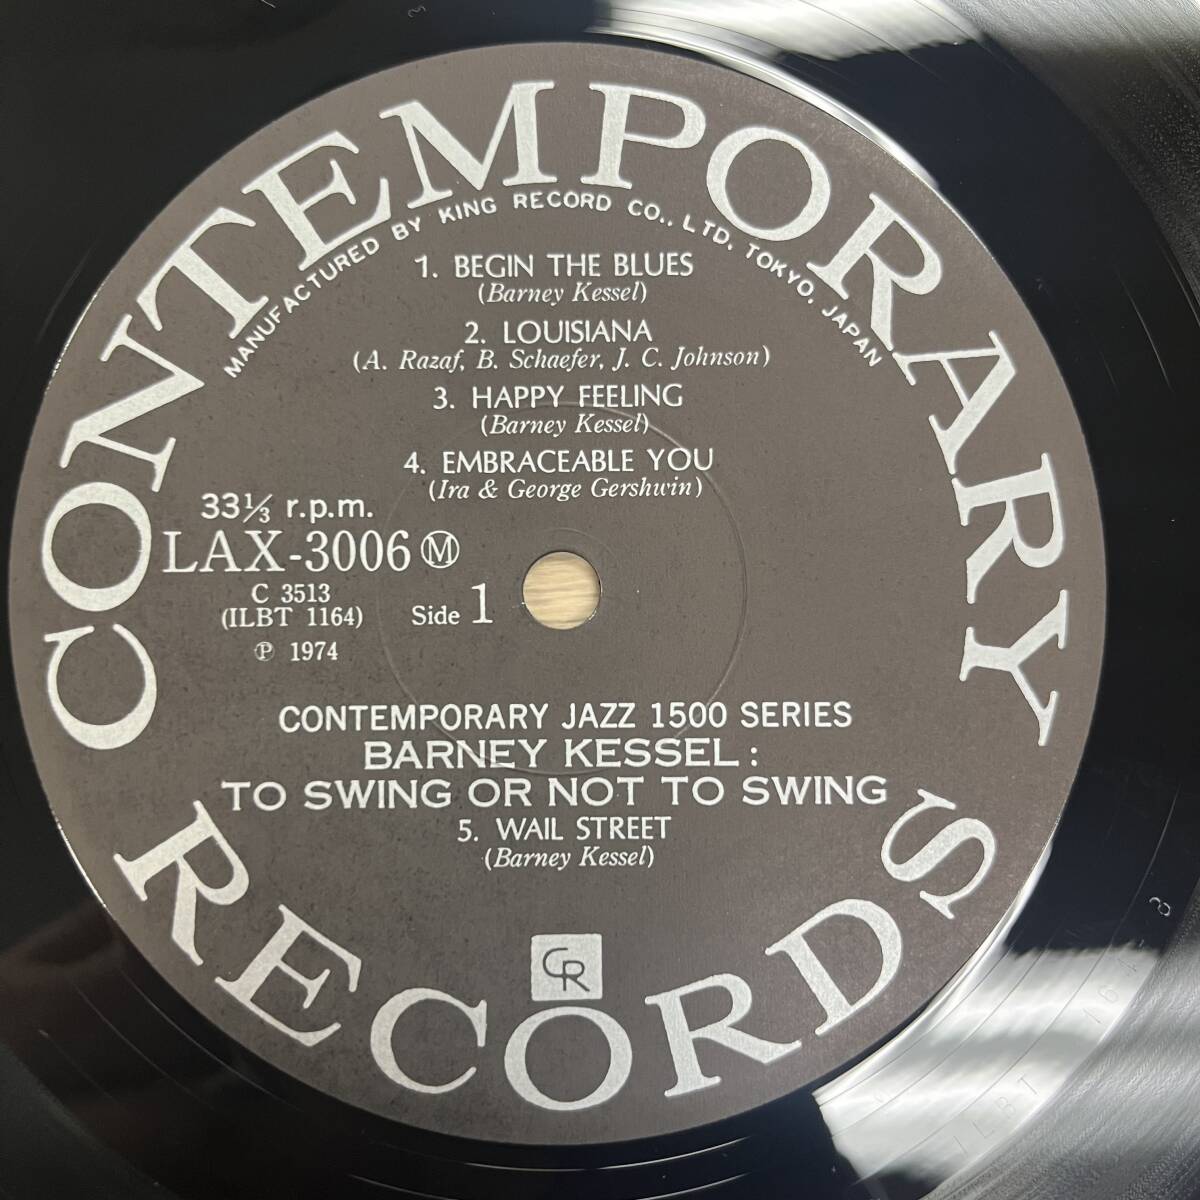 CONTEMPORARY
MANUFACTURED BY KING RECORD CO., LTD. TOKYO. JAPAN
1. BEGIN THE BLUES
(Barney Kessel)
2. LOUISIANA
(A. Razaf, B. Schaefer, J. C. Johnson)
3. HAPPY FEELING
(Barney Kessel)
4. EMBRACEABLE YOU
(Ira & George Gershwin)
33⅓ r.p.m.
LAX-3006 Ⓜ
C 3513
(ILBT 1164)
Side 1
℗ 1974
CONTEMPORARY JAZZ 1500 SERIES
BARNEY KESSEL:
TO SWING OR NOT TO SWING
5. WAIL STREET
(Barney Kessel)
CR
RECORDS